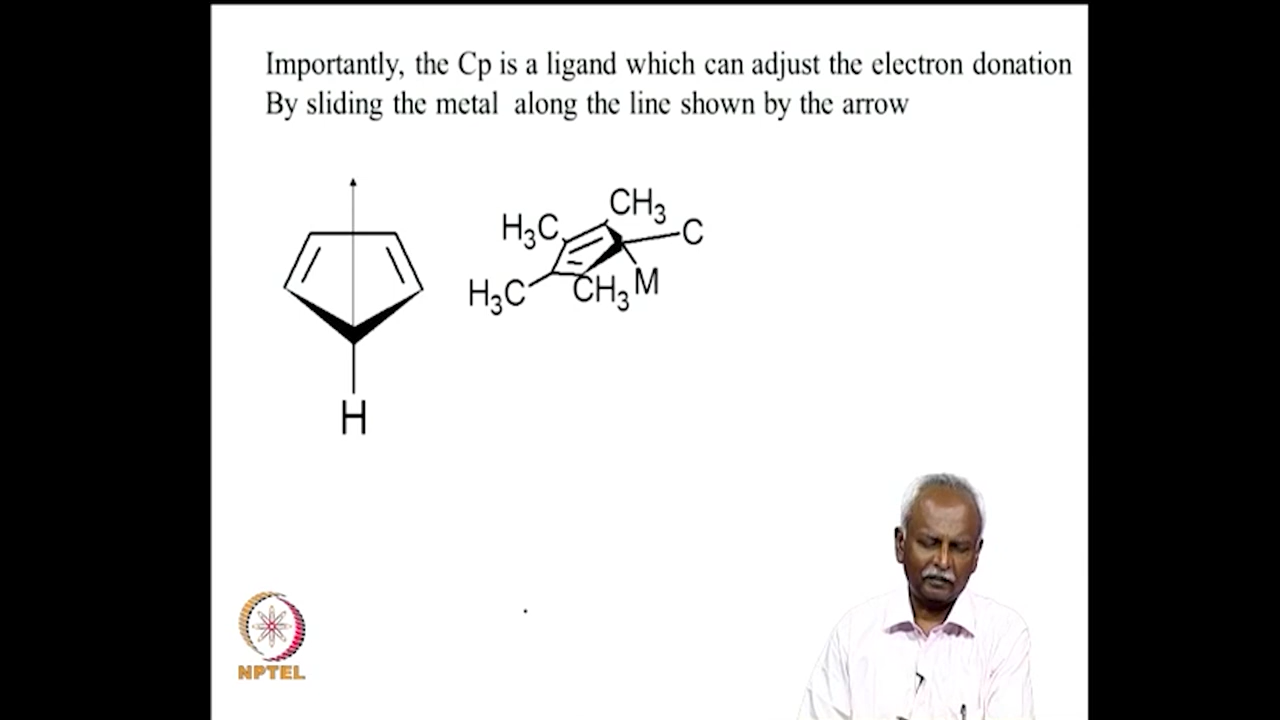 Importantly, the Cp is a ligand which can adjust the electron donation
By sliding the metal along the line shown by the arrow
CH3
H3C
C
H3C
CH3
M
H
NPTEL